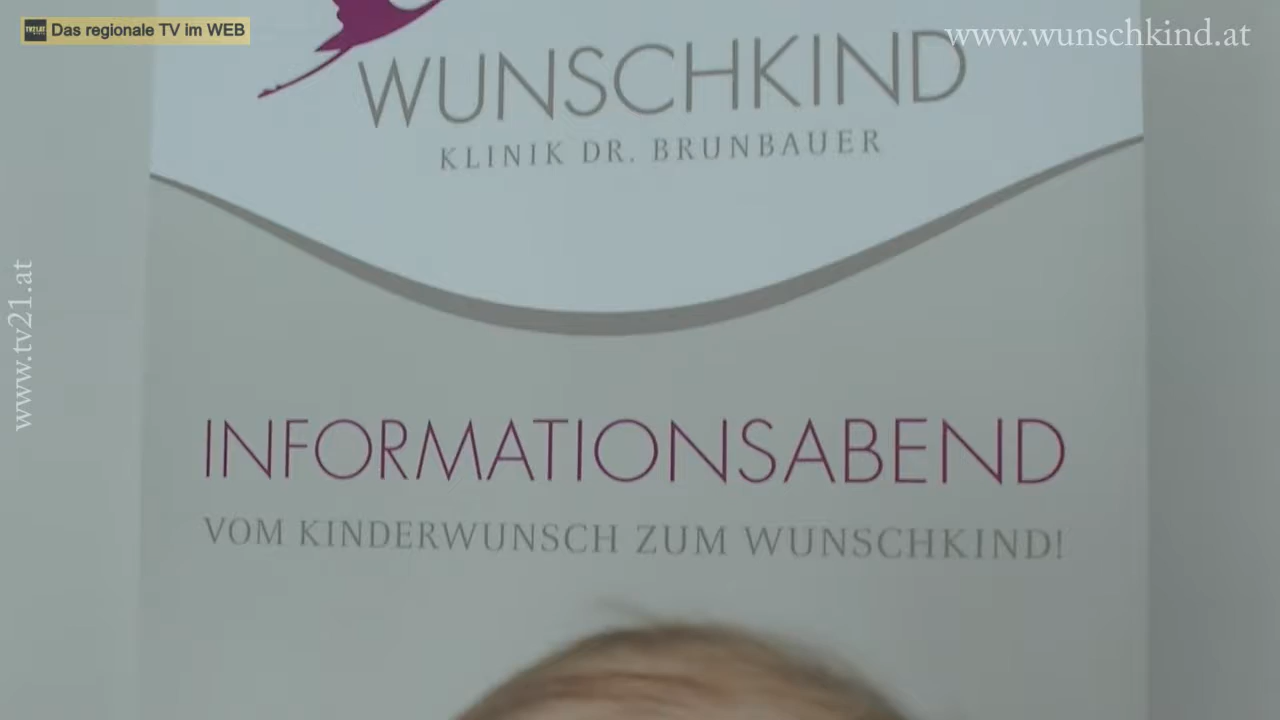 Das regionale TV im WEB
www.wunschkind.at
WUNSCHKIND
KLINIK DR. BRUNBAUER
www.tv21.at
INFORMATIONSABEND
VOM KINDERWUNSCH ZUM WUNSCHKIND!